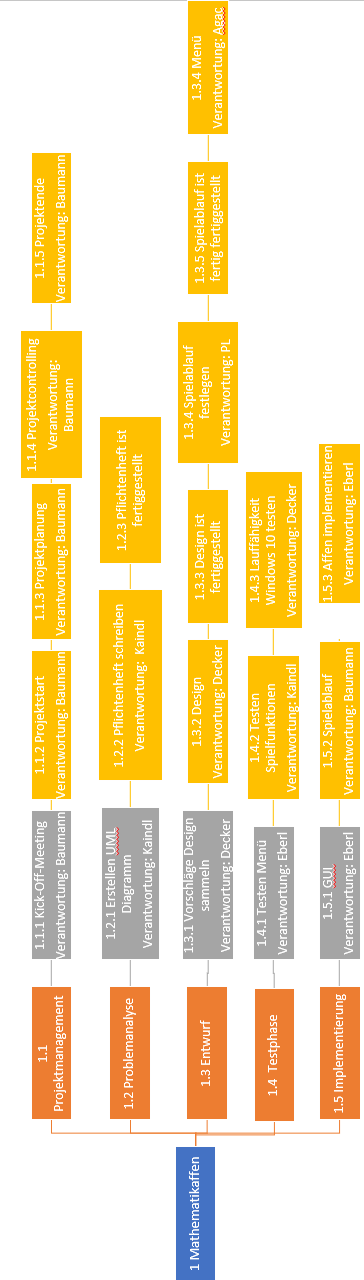 1 Mathematikaffen
1.1
Projektmanagement
1.1.1 Kick-Off-Meeting
Verantwortung: Baumann
1.1.2 Projektstart
Verantwortung: Baumann
1.1.3 Projektplanung
Verantwortung: Baumann
1.1.4 Projektcontrolling
Verantwortung:
Baumann
1.1.5 Projektende
Verantwortung: Baumann
1.2 Problemanalyse
1.2.1 Erstellen UML
Diagramm
Verantwortung: Kaindl
1.2.2 Pflichtenheft schreiben
Verantwortung: Kaindl
1.2.3 Pflichtenheft ist
fertiggestellt
1.3 Entwurf
1.3.1 Vorschläge Design
sammeln
Verantwortung: Decker
1.3.2 Design
Verantwortung: Decker
1.3.3 Design ist
fertiggestellt
1.3.4 Spielablauf
festlegen
Verantwortung: PL
1.3.5 Spielablauf ist
fertig fertiggestellt
1.3.4 Menü
Verantwortung: Agac
1.4 Testphase
1.4.1 Testen Menü
Verantwortung: Eberl
1.4.2 Testen
Spielfunktionen
Verantwortung: Kaindl
1.4.3 Lauffähigkeit
Windows 10 testen
Verantwortung: Decker
1.5 Implementierung
1.5.1 GUI
Verantwortung: Eberl
1.5.2 Spielablauf
Verantwortung: Baumann
1.5.3 Affen implementieren
Verantwortung: Eberl